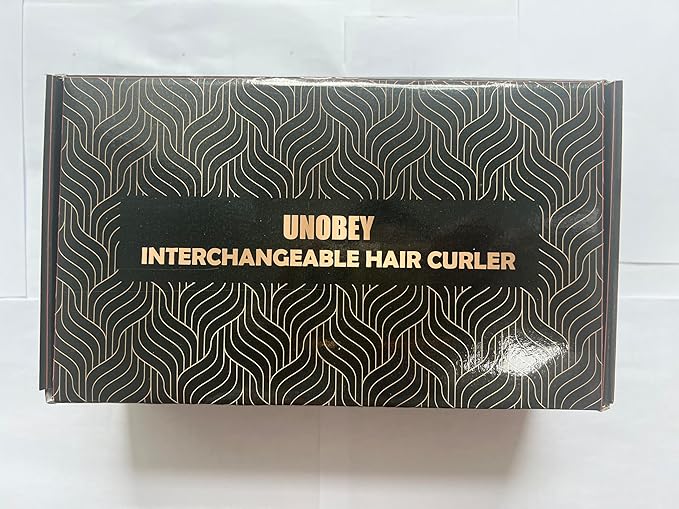 UNOBEY
INTERCHANGEABLE HAIR CURLER